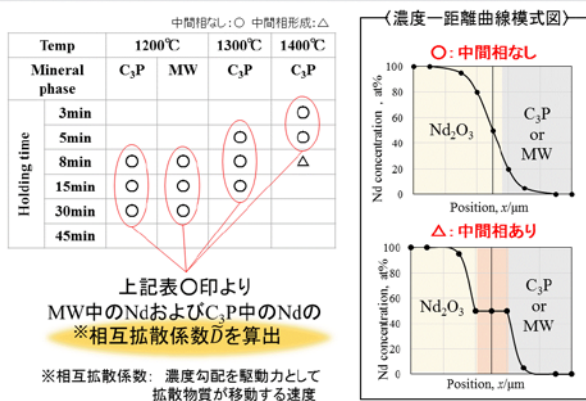 中間相なし:○ 中間相形成:△
Temp 1200℃ 1300℃ 1400℃
Mineral phase C₃P MW C₃P C₃P
Holding time
3min ○
5min ○ ○
8min ○ ○ ○ △
15min ○ ○ ○
30min ○ ○
45min
上記表○印より
MW中のNdおよびC₃P中のNdの
※相互拡散係数D̃を算出
※相互拡散係数: 濃度勾配を駆動力として
拡散物質が移動する速度
〈濃度ー距離曲線模式図〉
○:中間相なし
Nd concentration, at%
100
80
60
40
20
0
Nd₂O₃
C₃P
or
MW
Position, x/μm
△:中間相あり
Nd concentration, at%
100
80
60
40
20
0
Nd₂O₃
C₃P
or
MW
Position, x/μm